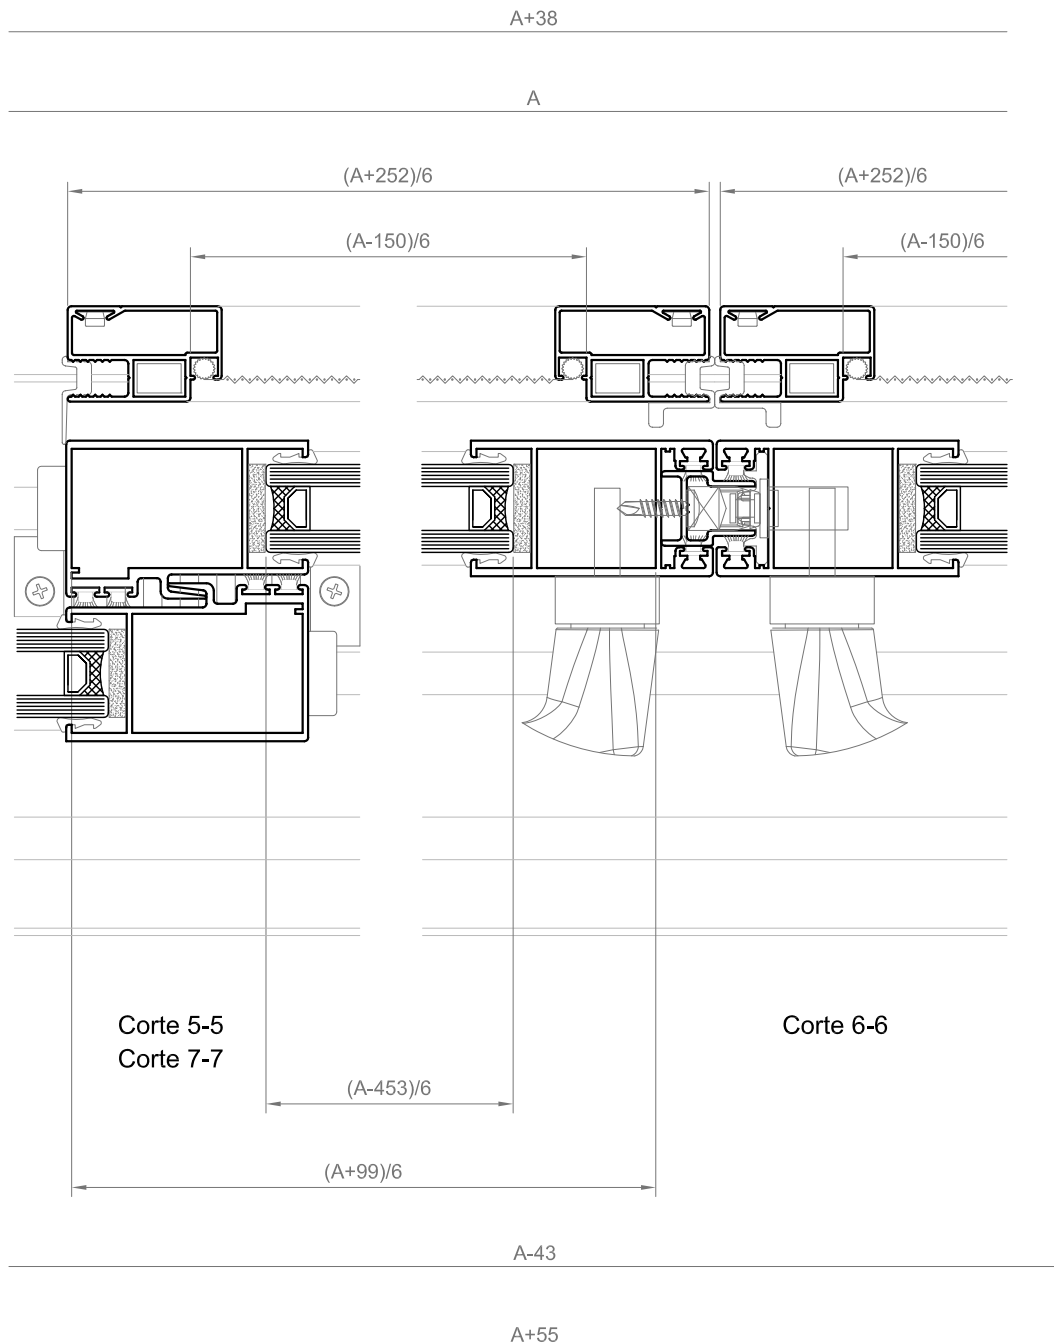 A+38
A
(A+252)/6
(A+252)/6
(A-150)/6
(A-150)/6
Corte 5-5
Corte 6-6
Corte 7-7
(A-453)/6
(A+99)/6
A-43
A+55